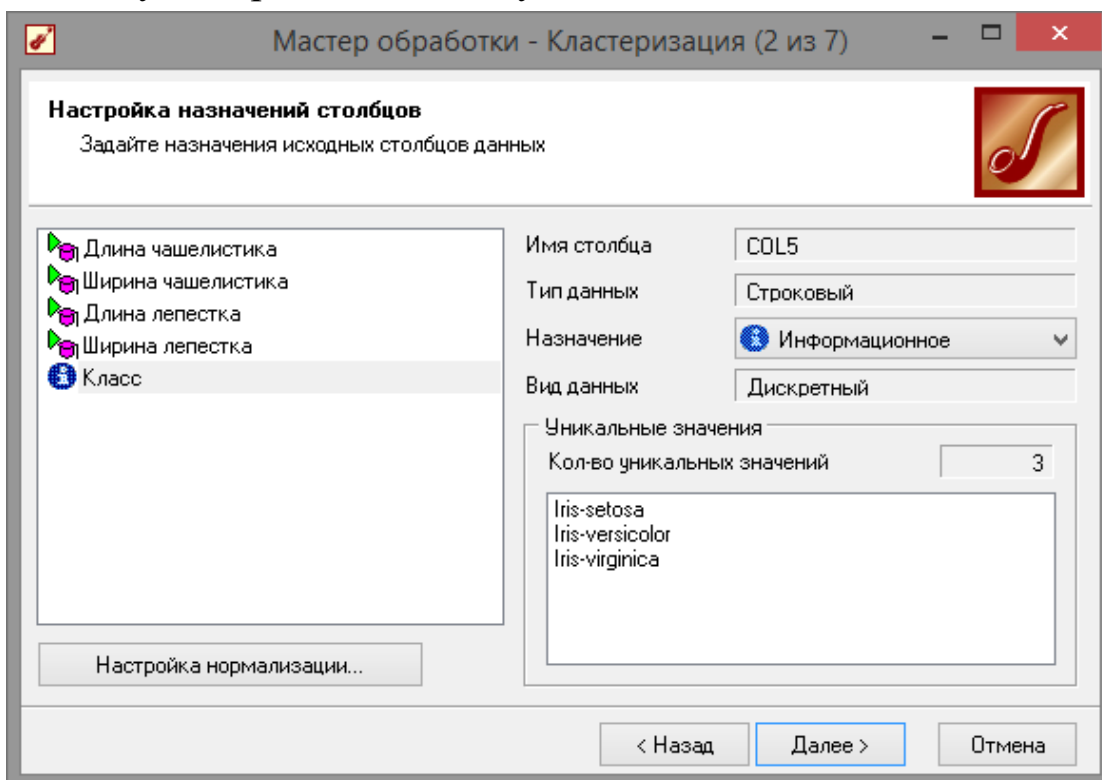 Мастер обработки - Кластеризация (2 из 7)
Настройка назначений столбцов
Задайте назначения исходных столбцов данных
Длина чашелистика
Ширина чашелистика
Длина лепестка
Ширина лепестка
Класс
Настройка нормализации...
Имя столбца COL5
Тип данных Строковый
Назначение Информационное
Вид данных Дискретный
Уникальные значения
Кол-во уникальных значений 3
Iris-setosa
Iris-versicolor
Iris-virginica
< Назад Далее > Отмена